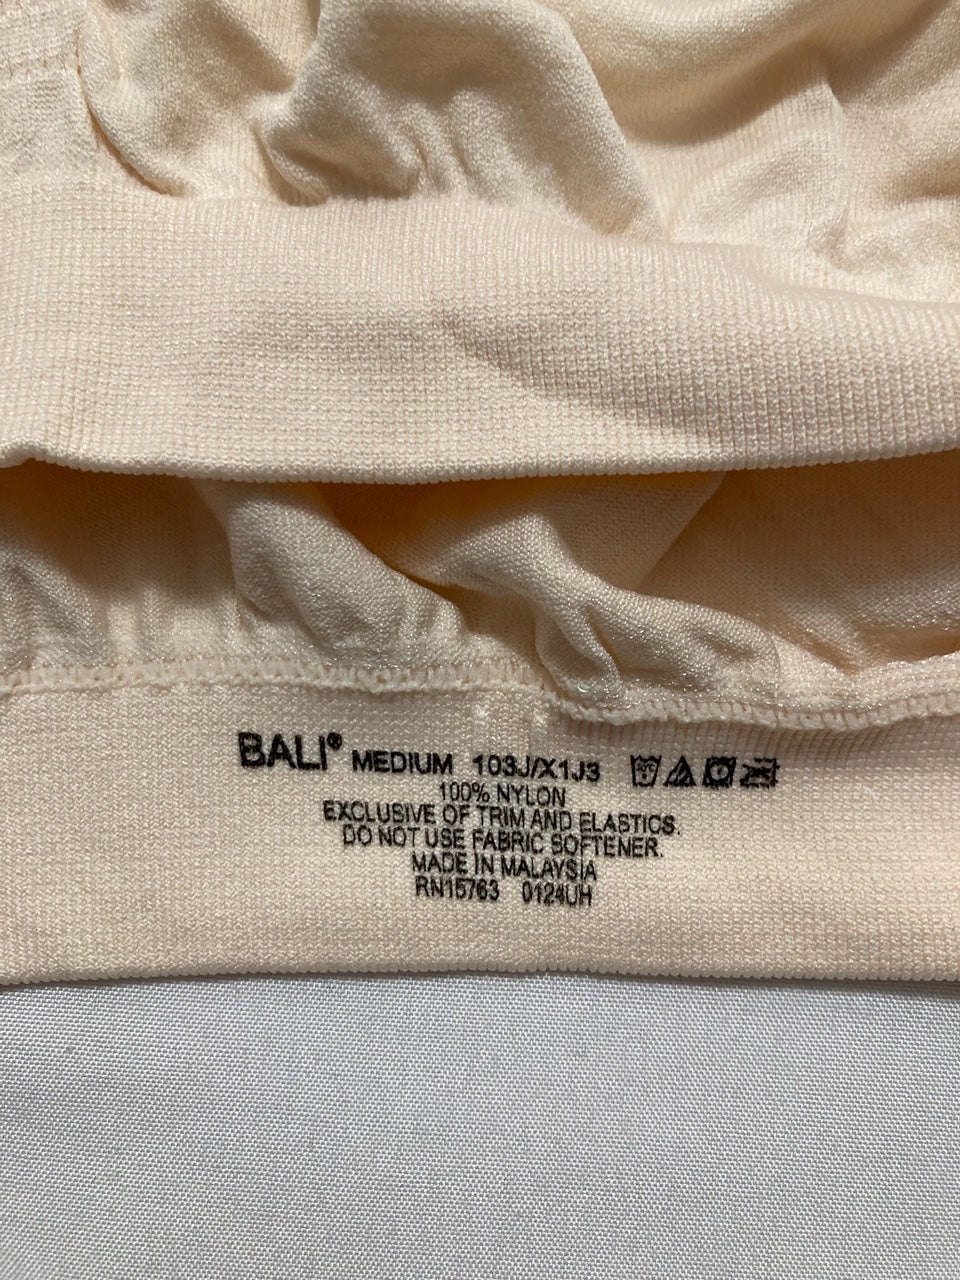 BALI® MEDIUM 103J/X1J3
100% NYLON
EXCLUSIVE OF TRIM AND ELASTICS.
DO NOT USE FABRIC SOFTENER.
MADE IN MALAYSIA
RN15763 0124UH